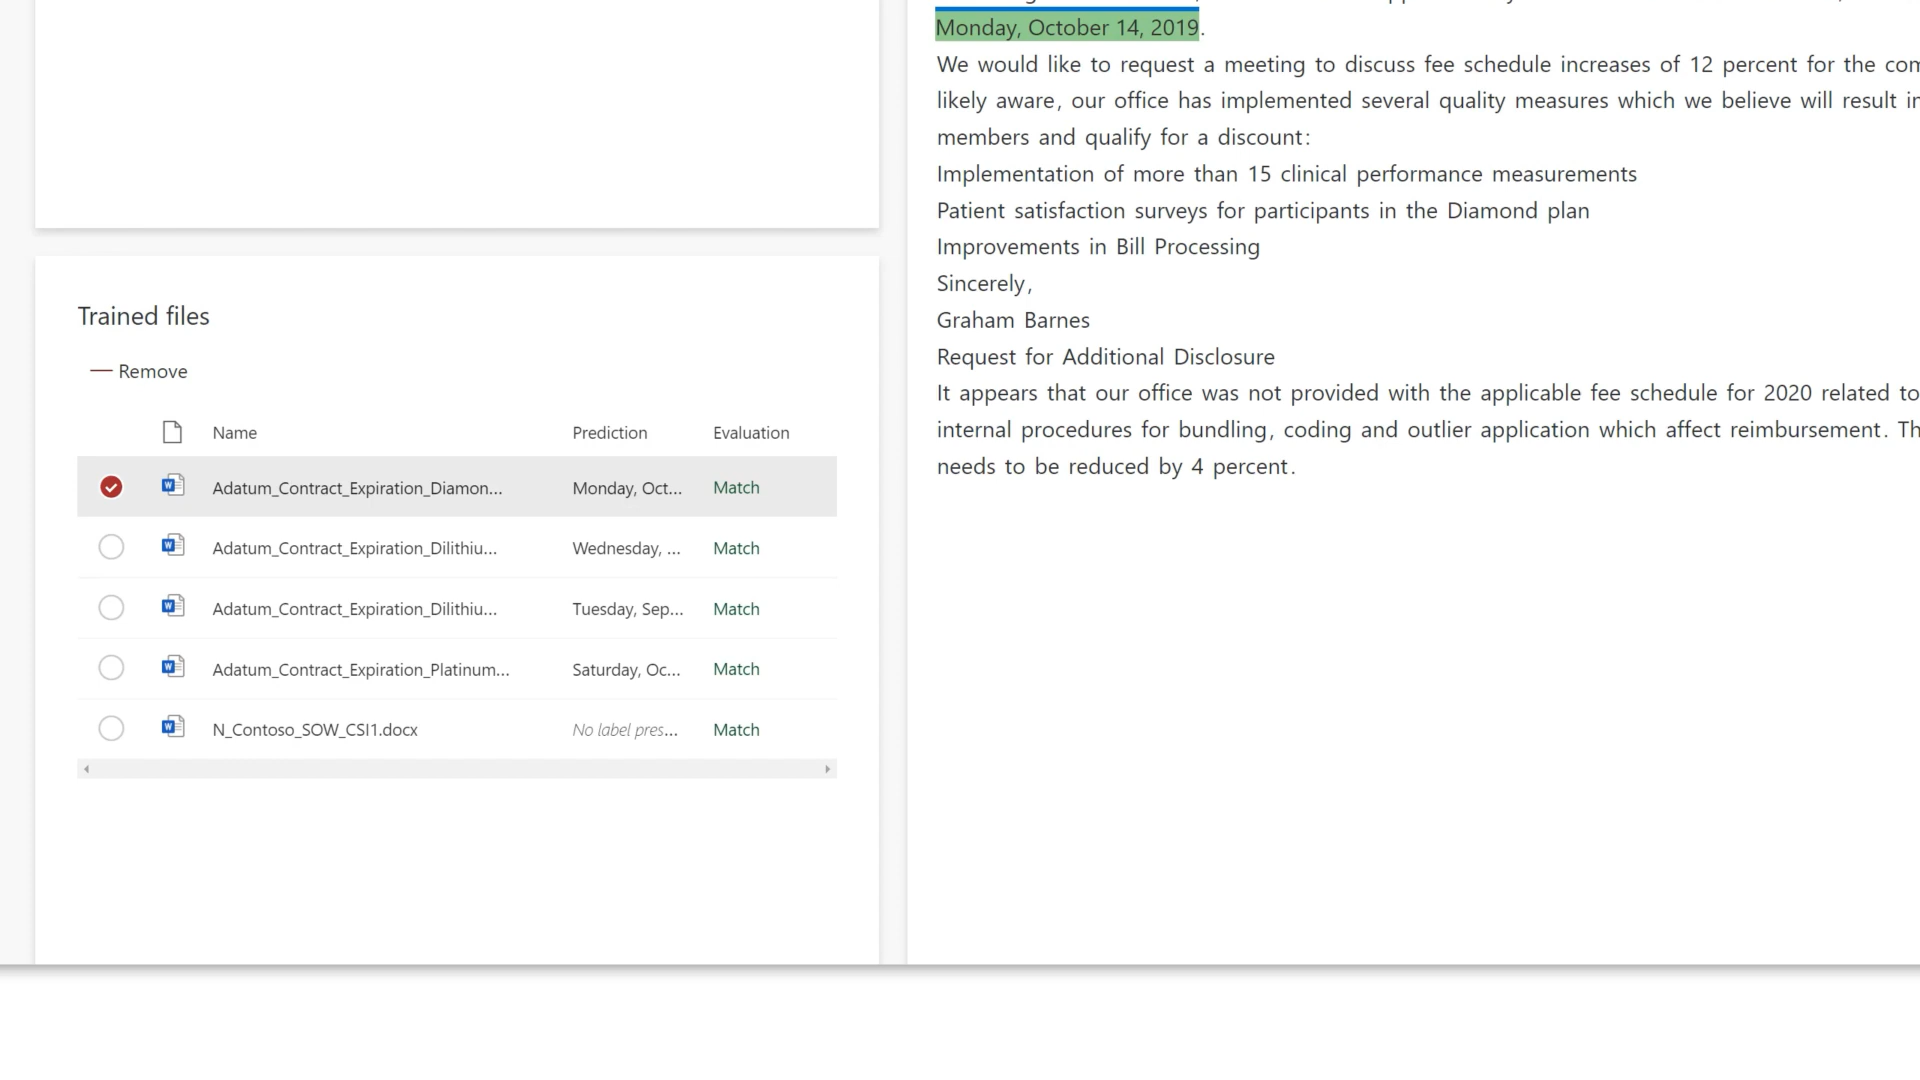 Monday, October 14, 2019.
We would like to request a meeting to discuss fee schedule increases of 12 percent for the
likely aware, our office has implemented several quality measures which we believe will result
members and qualify for a discount:
Implementation of more than 15 clinical performance measurements
Patient satisfaction surveys for participants in the Diamond plan
Improvements in Bill Processing
Sincerely,
Graham Barnes
Request for Additional Disclosure
It appears that our office was not provided with the applicable fee schedule for 2020 related to
internal procedures for bundling, coding and outlier application which affect reimbursement.
needs to be reduced by 4 percent.
Trained files
Remove
Name Prediction Evaluation
Adatum_Contract_Expiration_Diamon... Monday, Oct... Match
Adatum_Contract_Expiration_Dilithiu... Wednesday, ... Match
Adatum_Contract_Expiration_Dilithiu... Tuesday, Sep... Match
Adatum_Contract_Expiration_Platinum... Saturday, Oc... Match
N_Contoso_SOW_CSI1.docx No label pres... Match